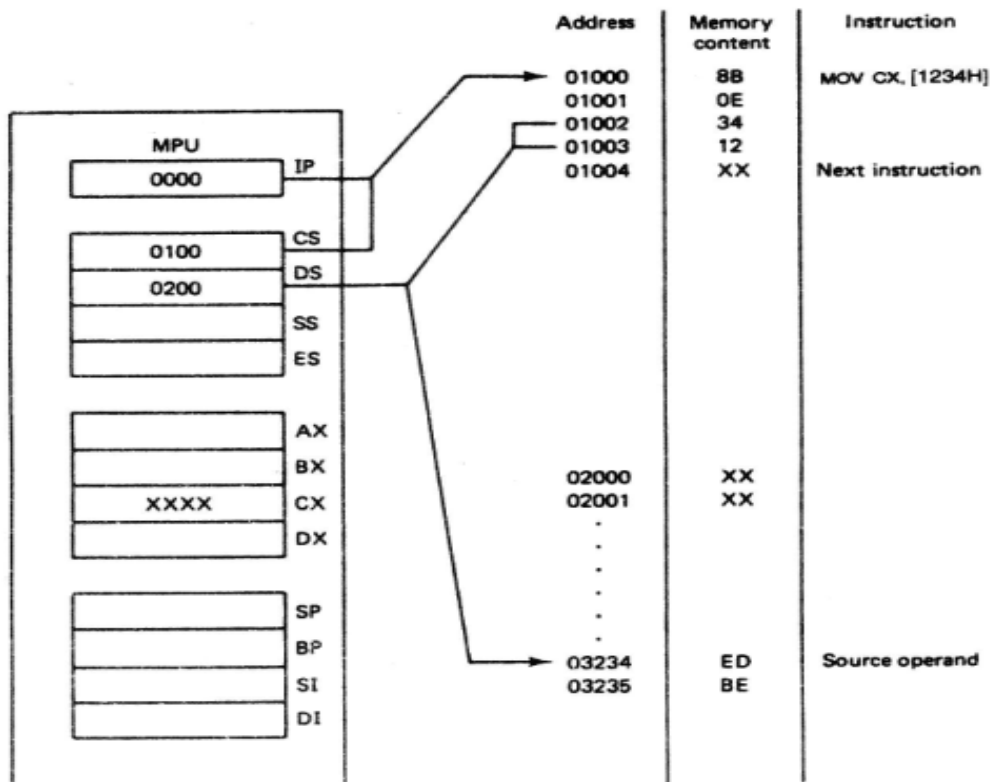 Address Memory content Instruction
01000 8B MOV CX, [1234H]
01001 0E
01002 34
01003 12
01004 XX Next instruction
MPU
0000 IP
0100 CS
0200 DS
SS
ES
AX
BX
XXXX CX
DX
SP
BP
SI
DI
02000 XX
02001 XX
03234 ED Source operand
03235 BE